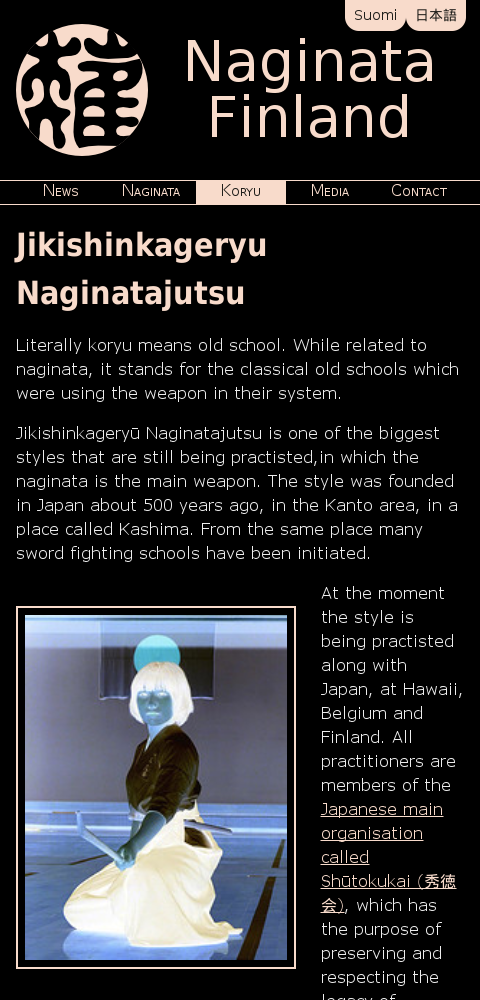 Suomi 日本語
Naginata
Finland
News Naginata Koryu Media Contact
Jikishinkageryu
Naginatajutsu
Literally koryu means old school. While related to
naginata, it stands for the classical old schools which
were using the weapon in their system.
Jikishinkageryū Naginatajutsu is one of the biggest
styles that are still being practisted,in which the
naginata is the main weapon. The style was founded
in Japan about 500 years ago, in the Kanto area, in a
place called Kashima. From the same place many
sword fighting schools have been initiated.
At the moment
the style is
being practisted
along with
Japan, at Hawaii,
Belgium and
Finland. All
practitioners are
members of the
Japanese main
organisation
called
Shūtokukai (秀徳
会), which has
the purpose of
preserving and
respecting the
legacy of